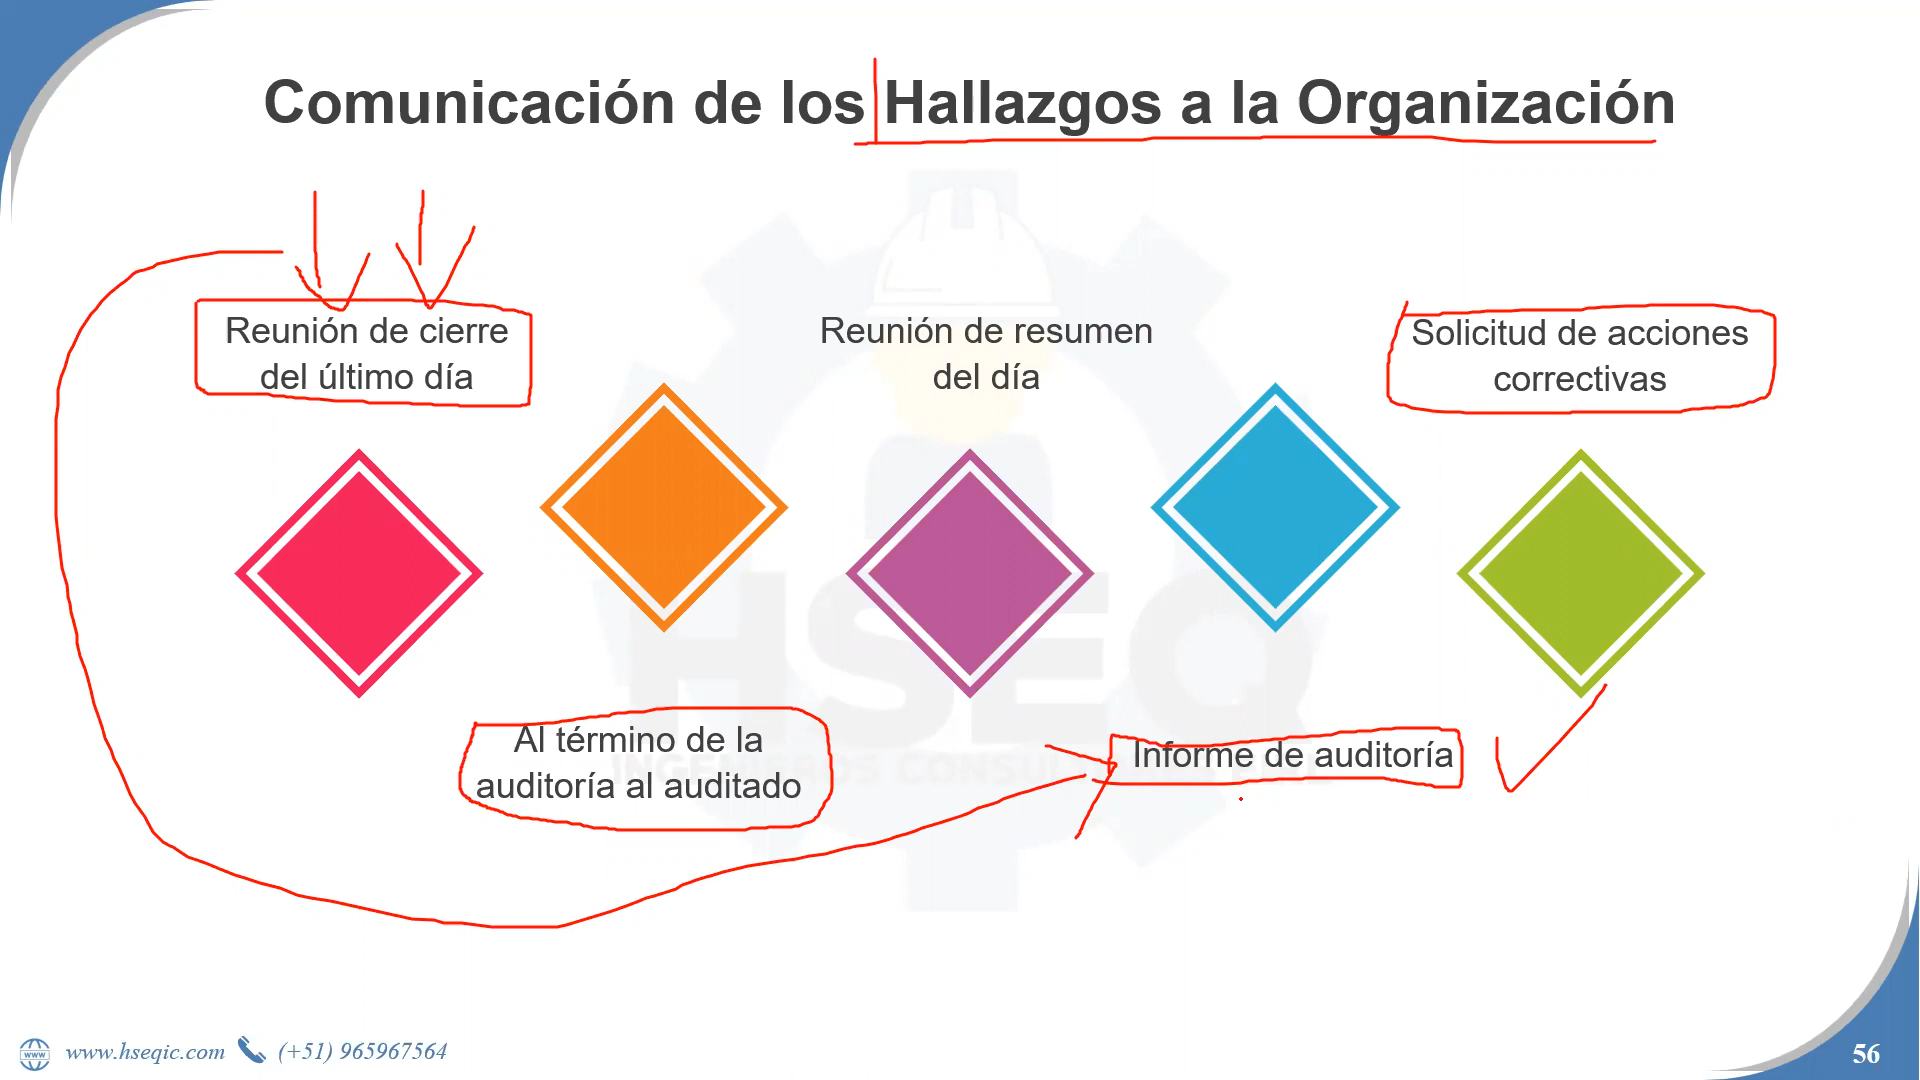 Comunicación de los Hallazgos a la Organización
Reunión de cierre
del último día
Reunión de resumen
del día
Solicitud de acciones
correctivas
Al término de la
auditoría al auditado
Informe de auditoría
HSEQ
www.hseqic.com (+51) 965967564
56